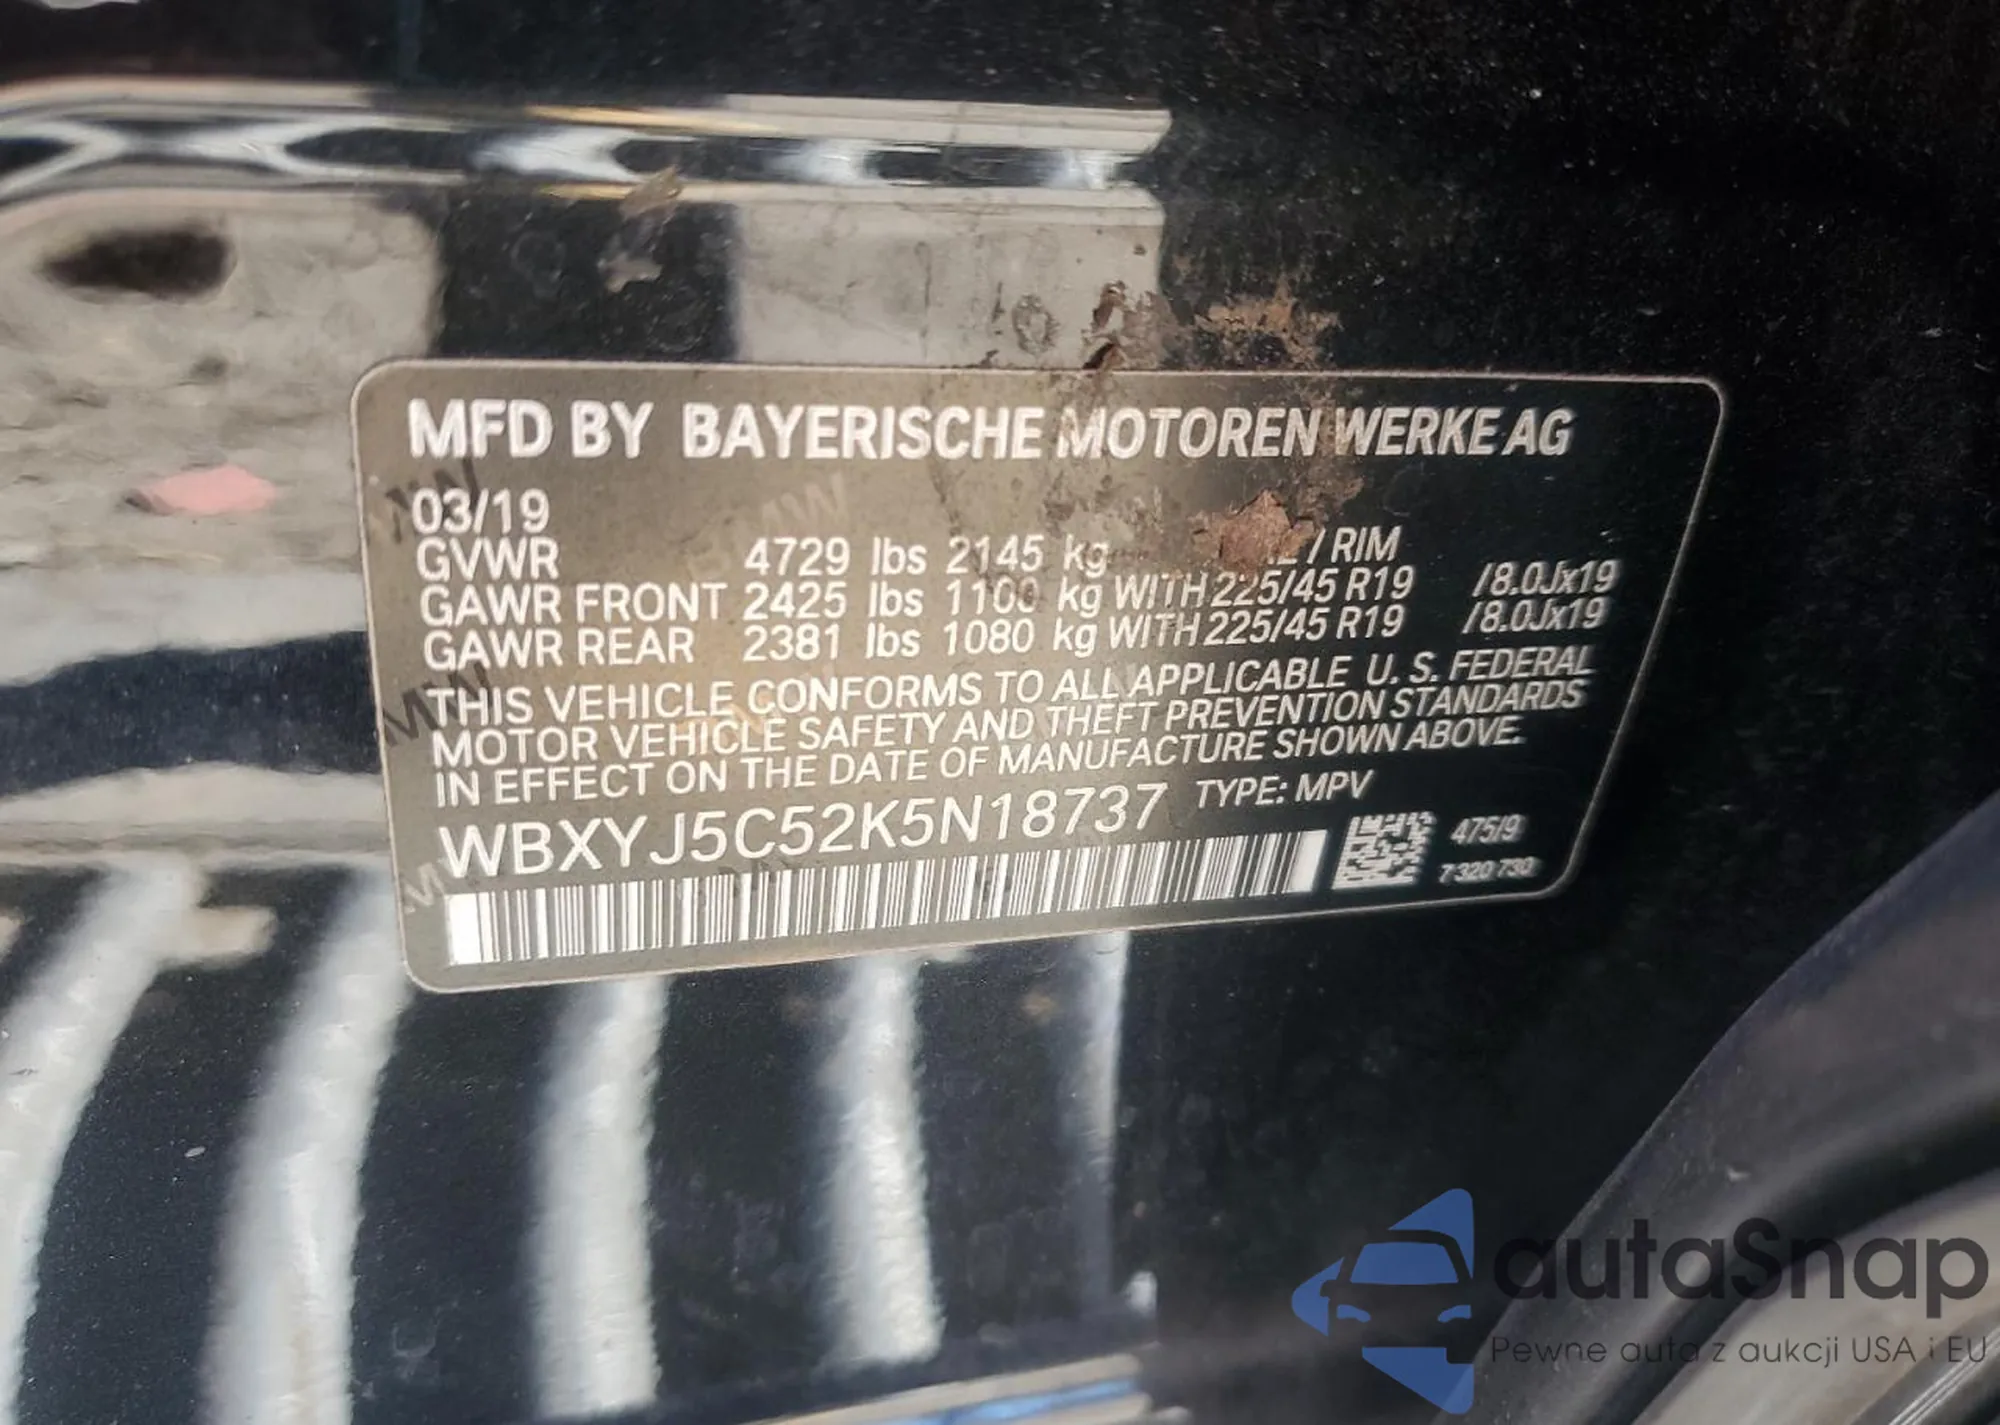 MFD BY BAYERISCHE MOTOREN WERKE AG
03/19
GVWR 4729 lbs 2145 kg / RIM
GAWR FRONT 2425 lbs 1100 kg WITH 225/45 R19 /8.0Jx19
GAWR REAR 2381 lbs 1080 kg WITH 225/45 R19 /8.0Jx19
THIS VEHICLE CONFORMS TO ALL APPLICABLE U. S. FEDERAL
MOTOR VEHICLE SAFETY AND THEFT PREVENTION STANDARDS
IN EFFECT ON THE DATE OF MANUFACTURE SHOWN ABOVE.
WBXYJ5C52K5N18737 TYPE: MPV
475/9
7 320 730
autaSnap
Pewne auta z aukcji USA i EU